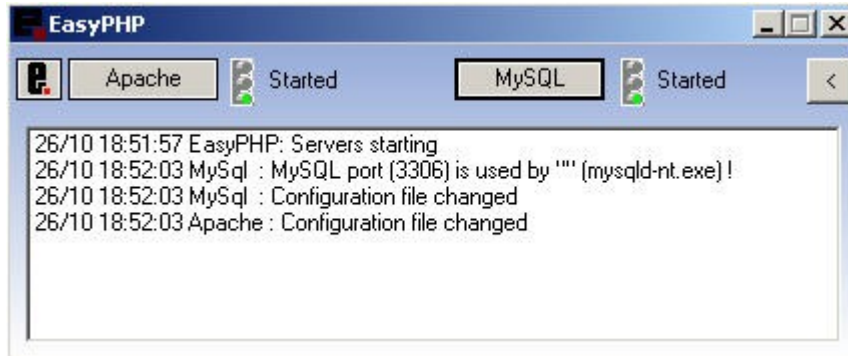 EasyPHP
e. Apache Started MySQL Started <
26/10 18:51:57 EasyPHP: Servers starting
26/10 18:52:03 MySql : MySQL port (3306) is used by '"" (mysqld-nt.exe) !
26/10 18:52:03 MySql : Configuration file changed
26/10 18:52:03 Apache : Configuration file changed